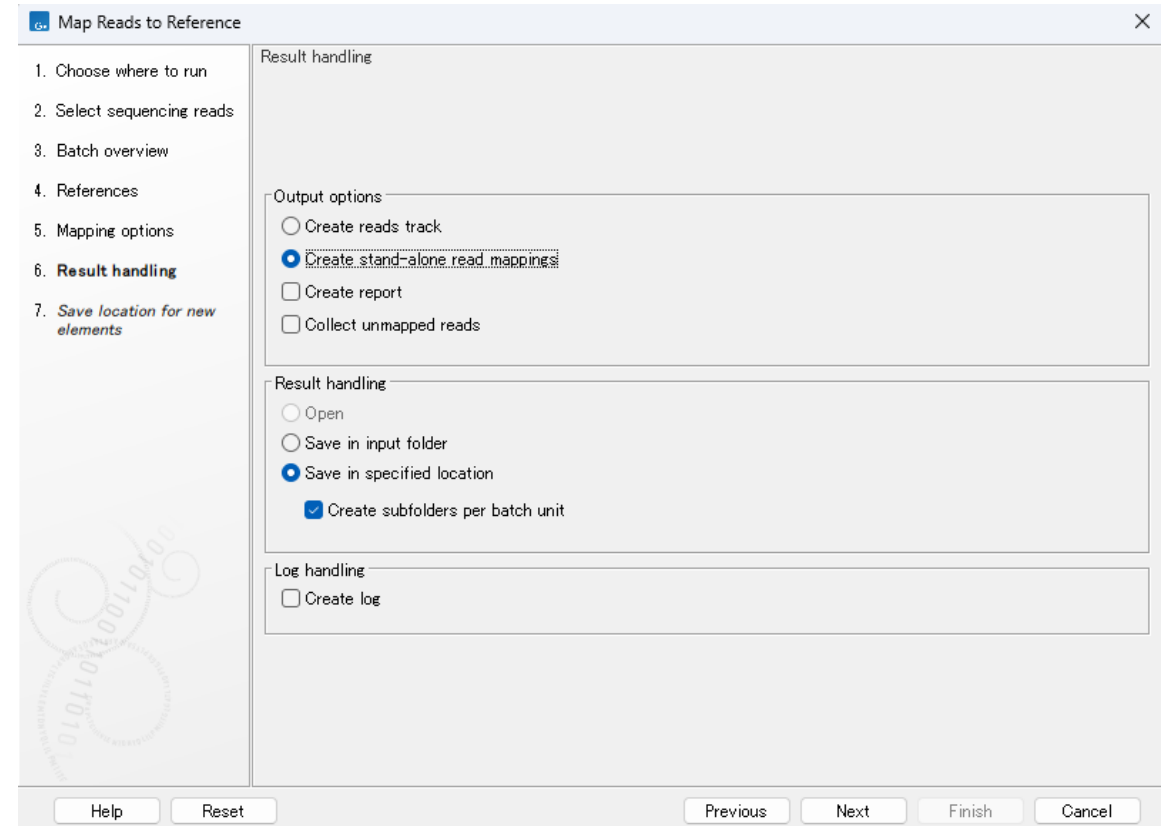 G.
Map Reads to Reference
1. Choose where to run
2. Select sequencing reads
3. Batch overview
4. References
5. Mapping options
6. Result handling
7. Save location for new
elements
Result handling
Output options
Create reads track
Create stand-alone read mappings
Create report
Collect unmapped reads
Result handling
Open
Save in input folder
Save in specified location
Create subfolders per batch unit
Log handling
Create log
Help
Reset
Previous
Next
Finish
Cancel